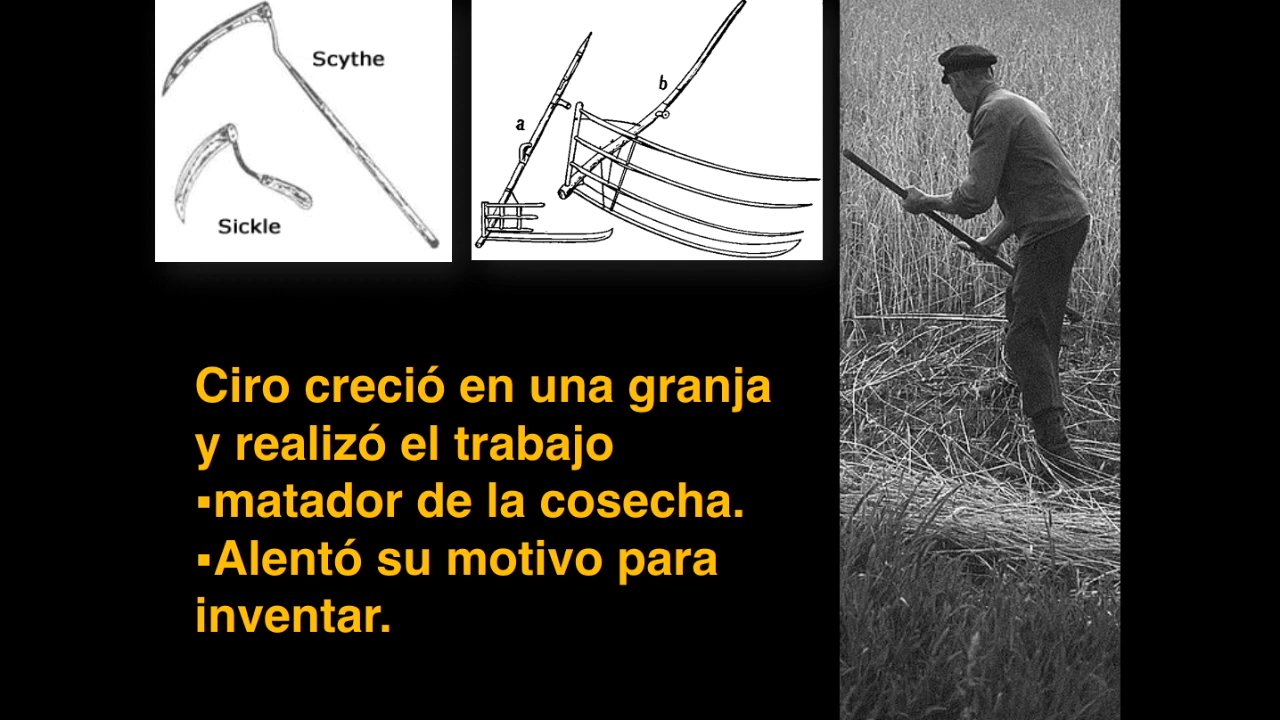 Scythe
Sickle
a
b
Ciro creció en una granja
y realizó el trabajo
▪matador de la cosecha.
▪Alentó su motivo para
inventar.